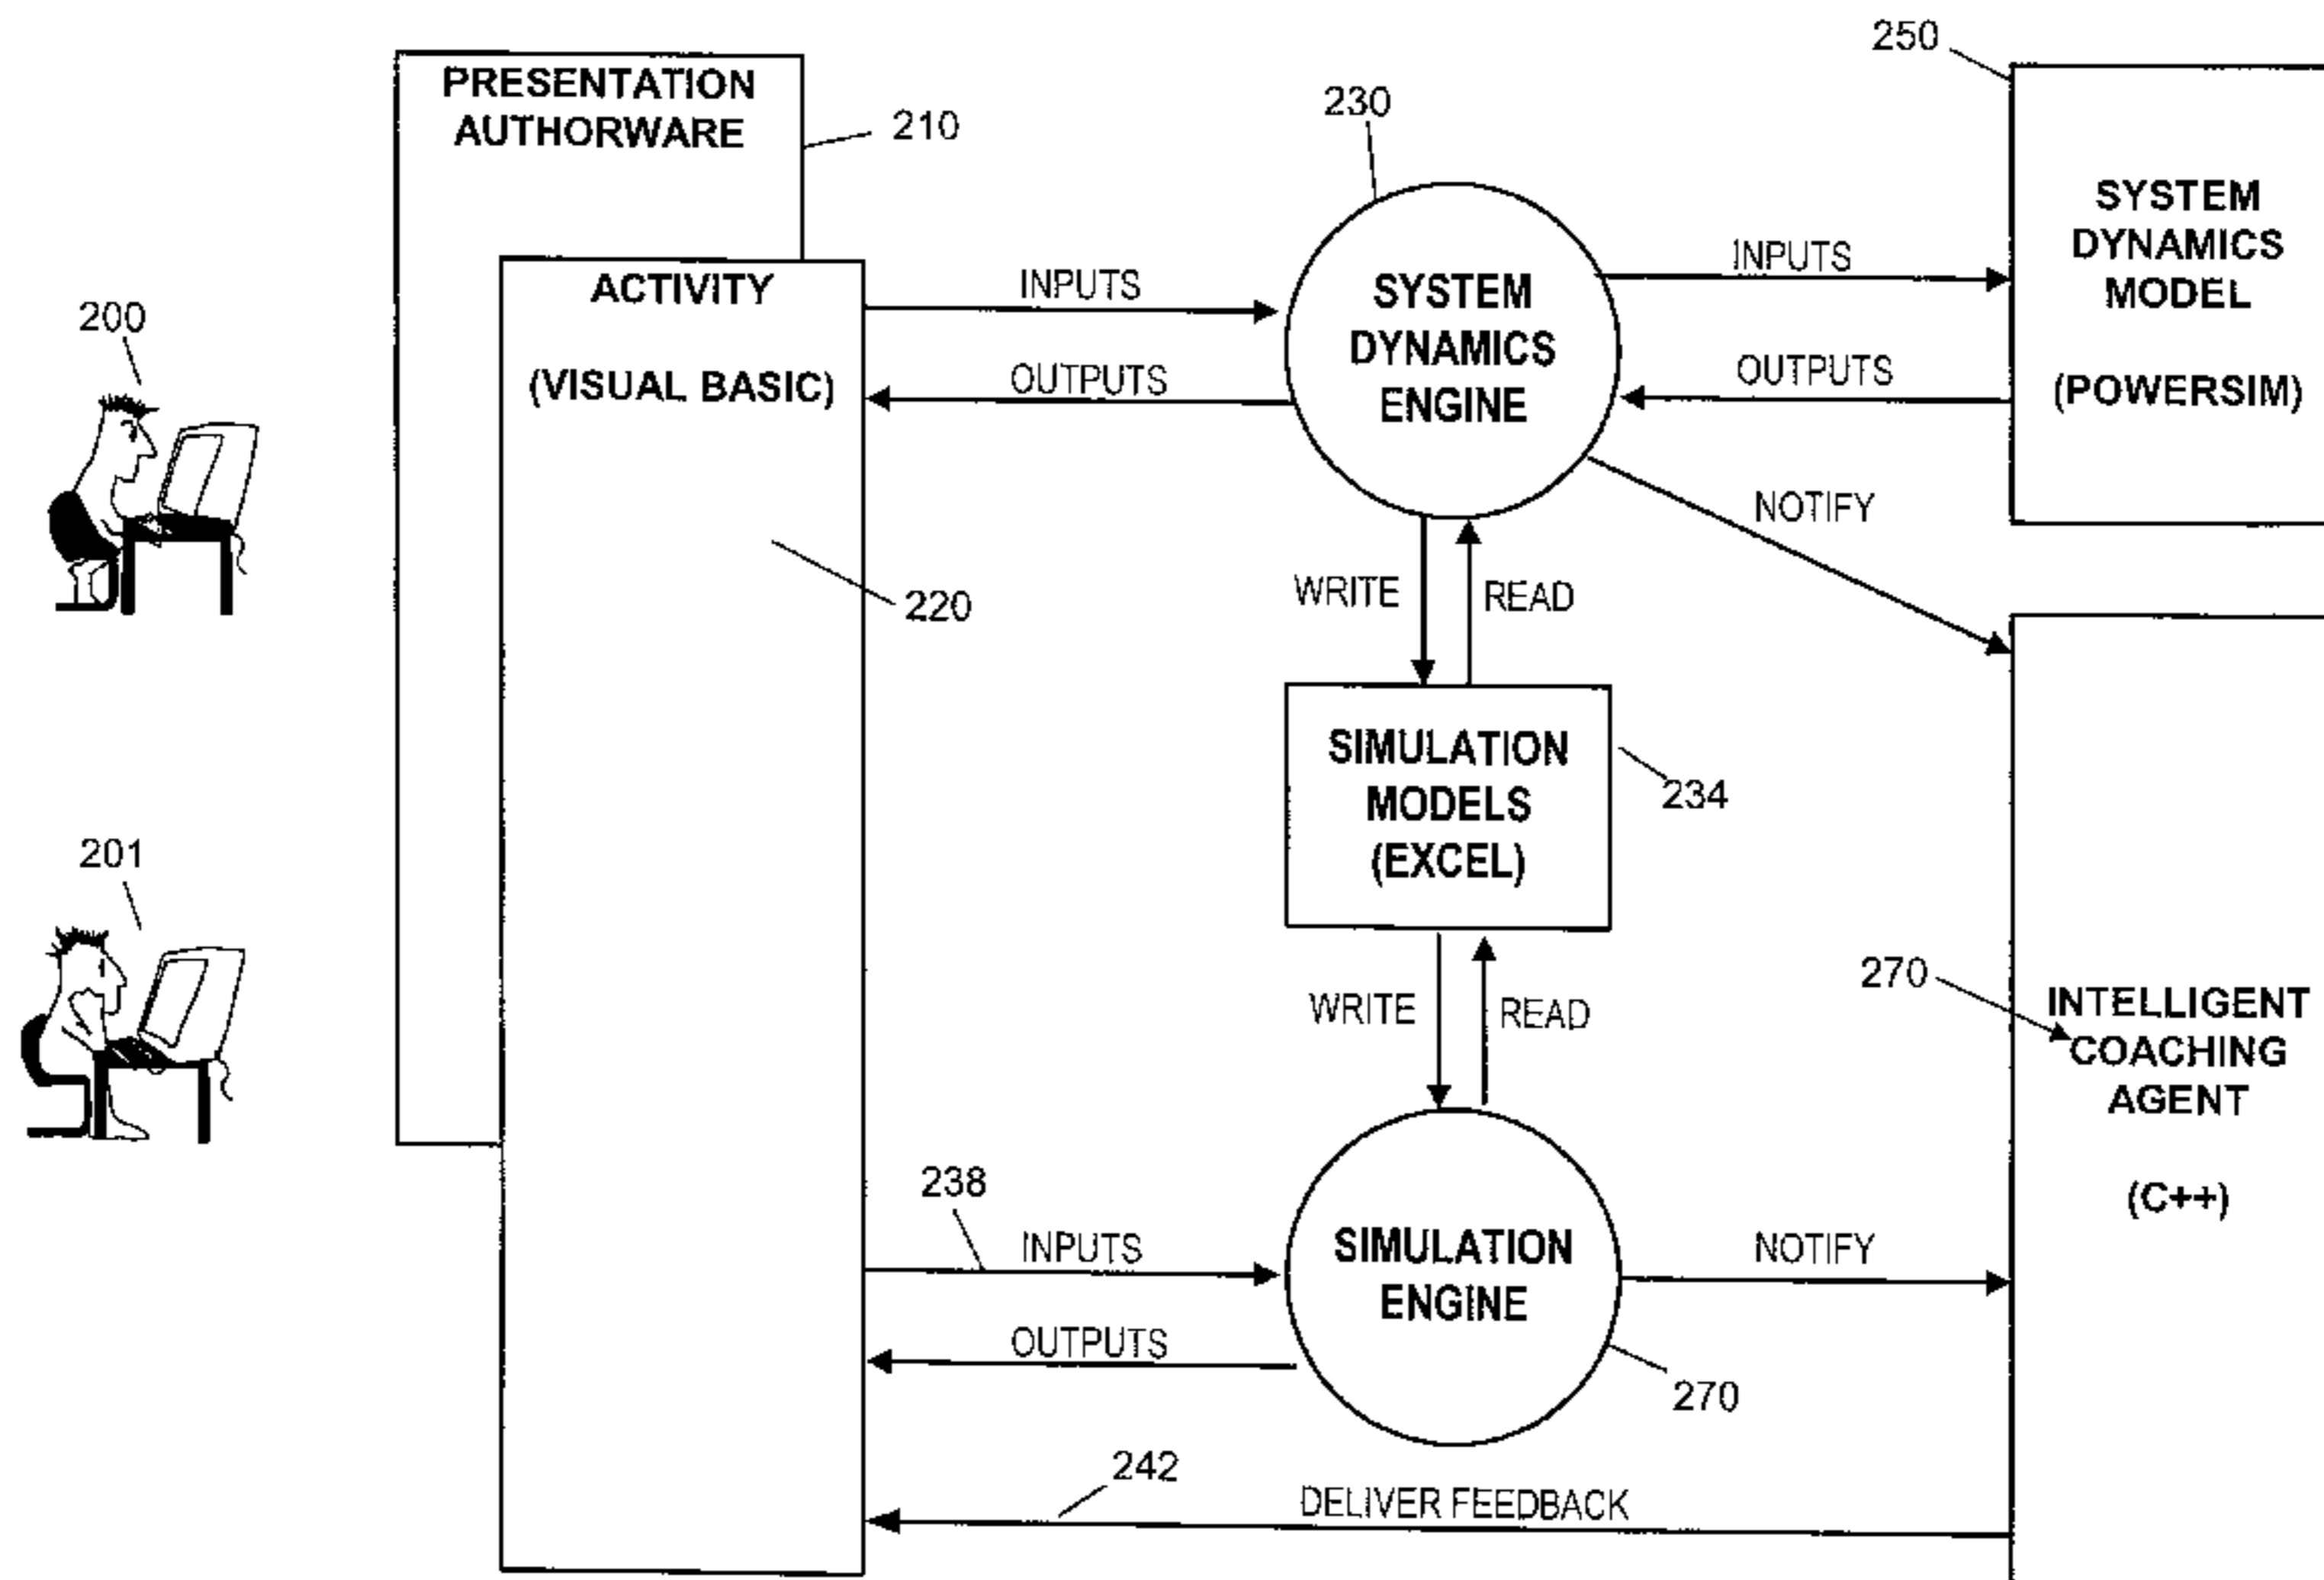 250
PRESENTATION
AUTHORWARE
210
230
SYSTEM
DYNAMICS
MODEL
(POWERSIM)
ACTIVITY
(VISUAL BASIC)
INPUTS
OUTPUTS
SYSTEM
DYNAMICS
ENGINE
INPUTS
OUTPUTS
200
NOTIFY
220
WRITE
READ
SIMULATION
MODELS
(EXCEL)
234
201
270
INTELLIGENT
COACHING
AGENT
(C++)
WRITE
READ
238
INPUTS
OUTPUTS
SIMULATION
ENGINE
NOTIFY
270
242
DELIVER FEEDBACK